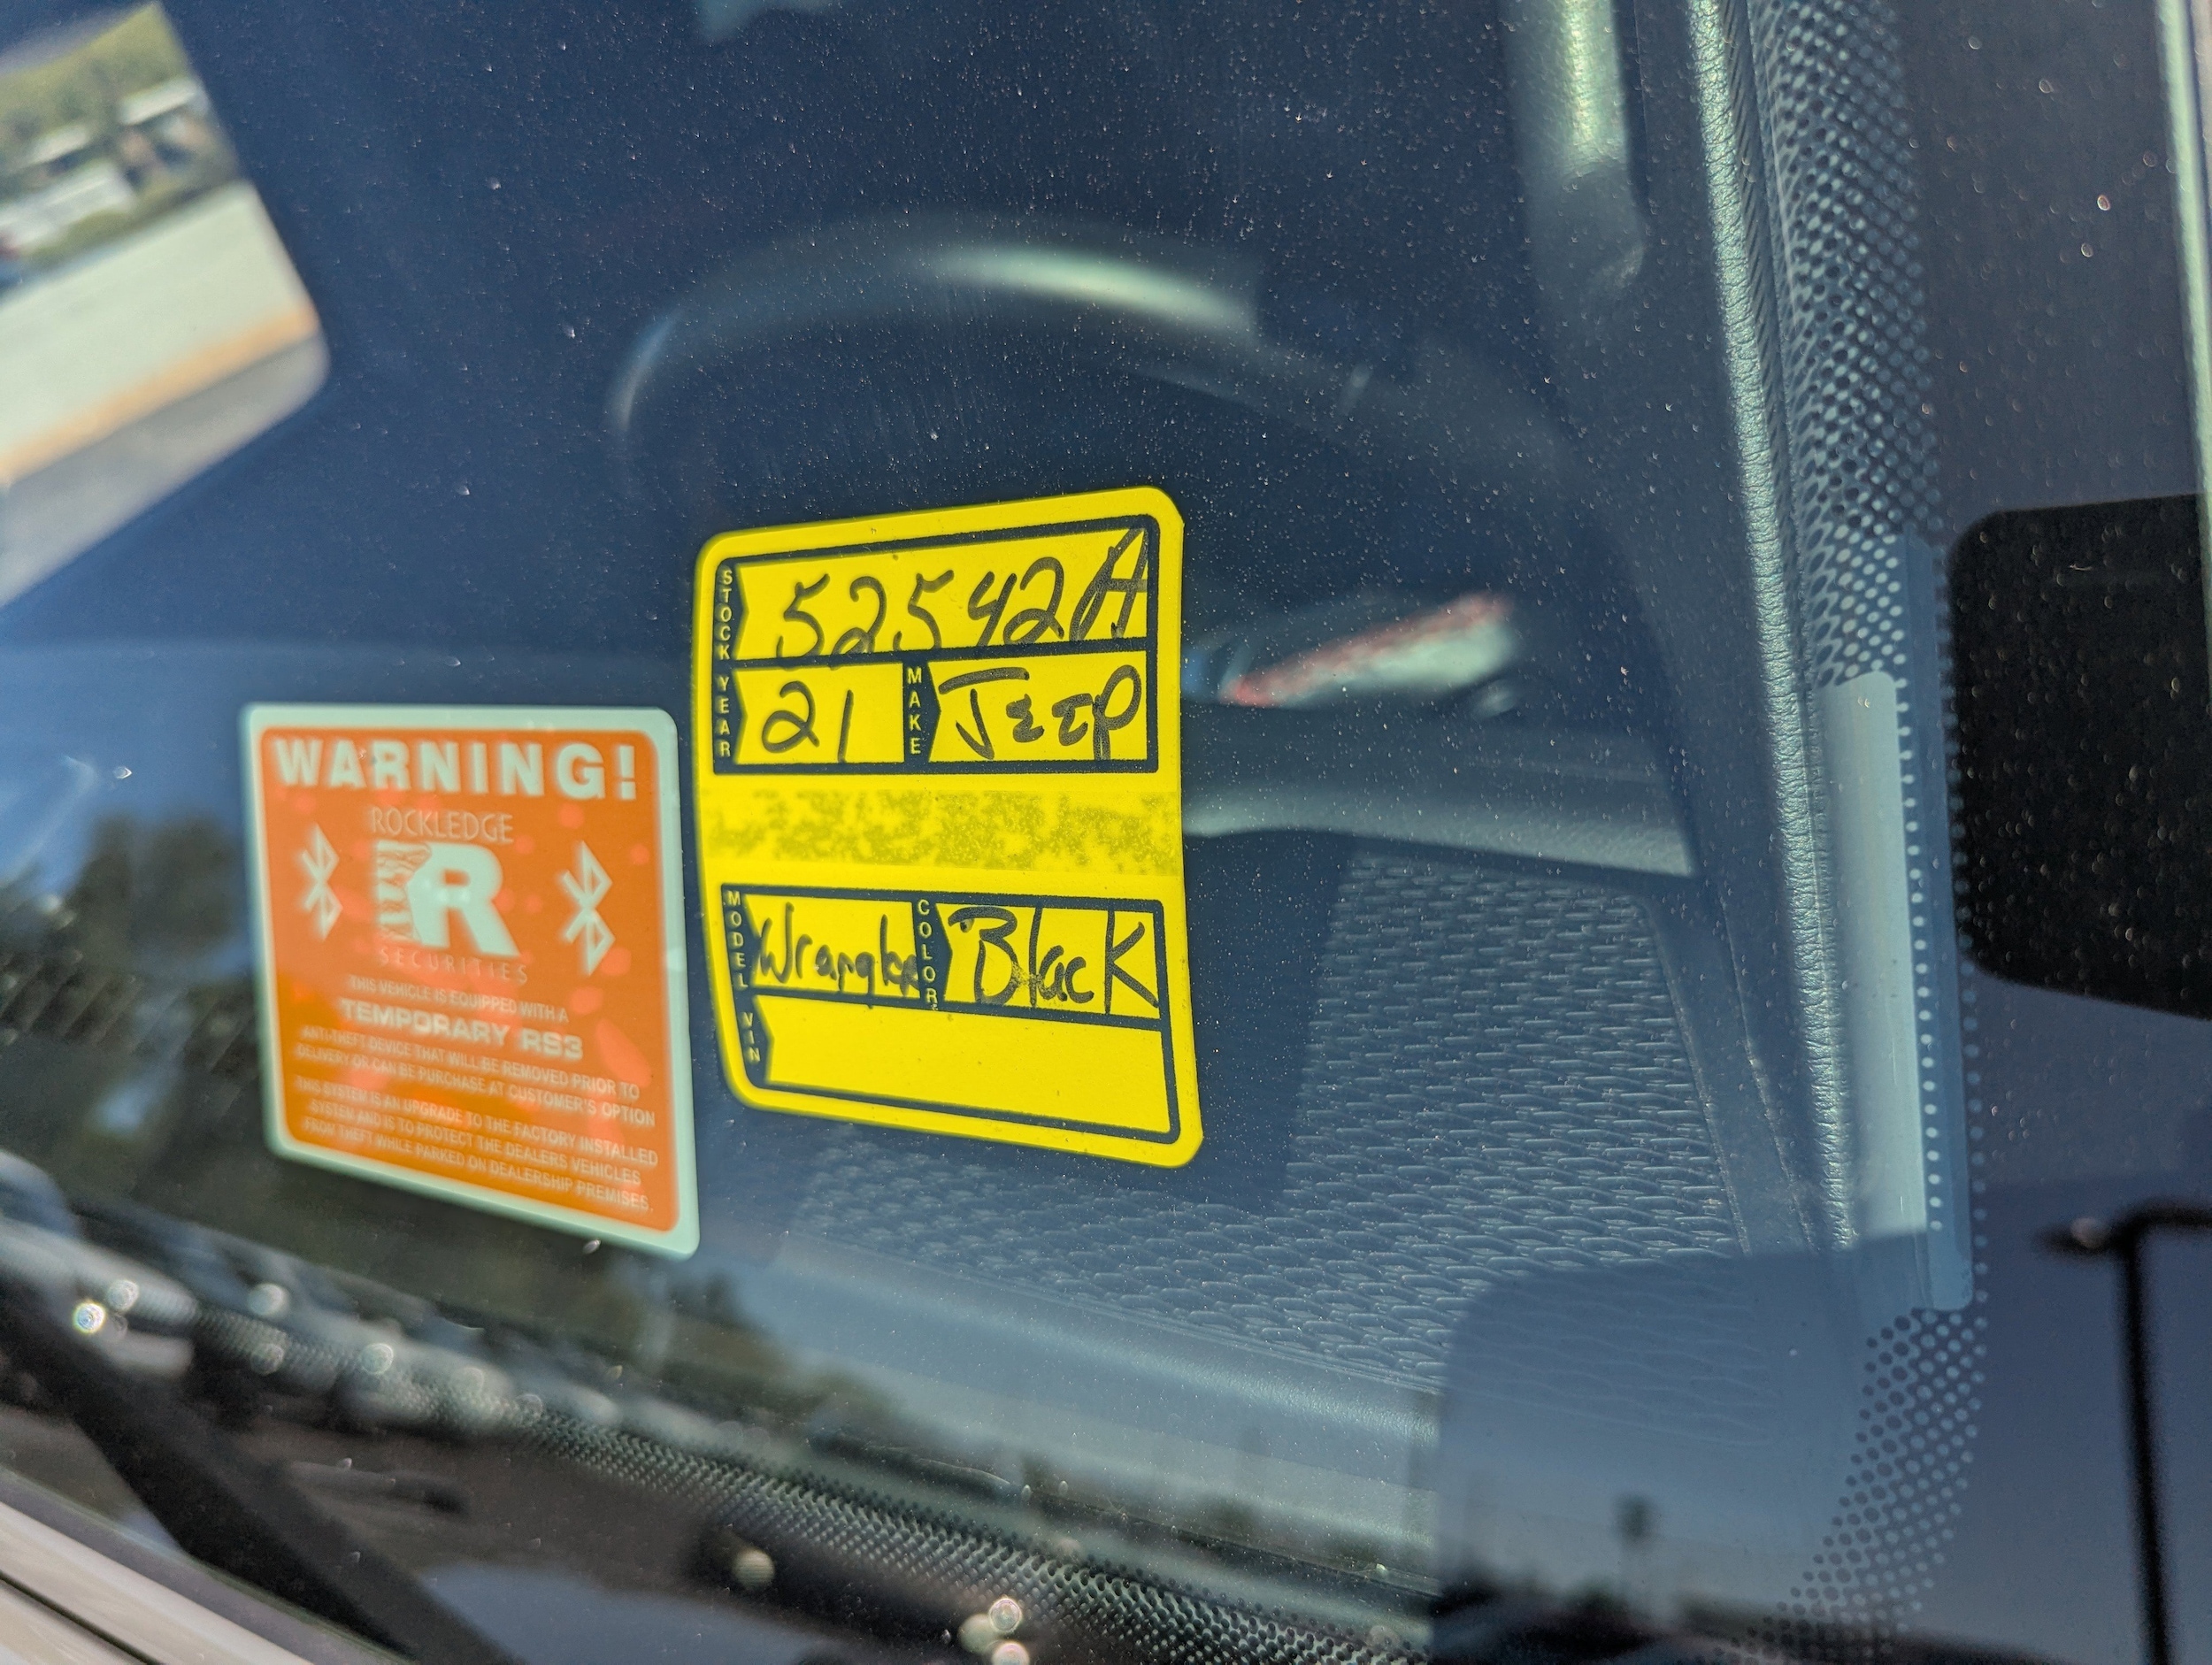 STOCK 52542A
YEAR 21 MAKE JEEP
MODEL Wrangler COLOR Black
VIN
WARNING!
ROCKLEDGE
R
SECURITIES
THIS VEHICLE IS EQUIPPED WITH A
TEMPORARY RS3
ANTI-THEFT DEVICE THAT WILL BE REMOVED PRIOR TO
DELIVERY OR CAN BE PURCHASE AT CUSTOMER'S OPTION
THIS SYSTEM IS AN UPGRADE TO THE FACTORY INSTALLED
SYSTEM AND IS TO PROTECT THE DEALERS VEHICLES
FROM THEFT WHILE PARKED ON DEALERSHIP PREMISES.